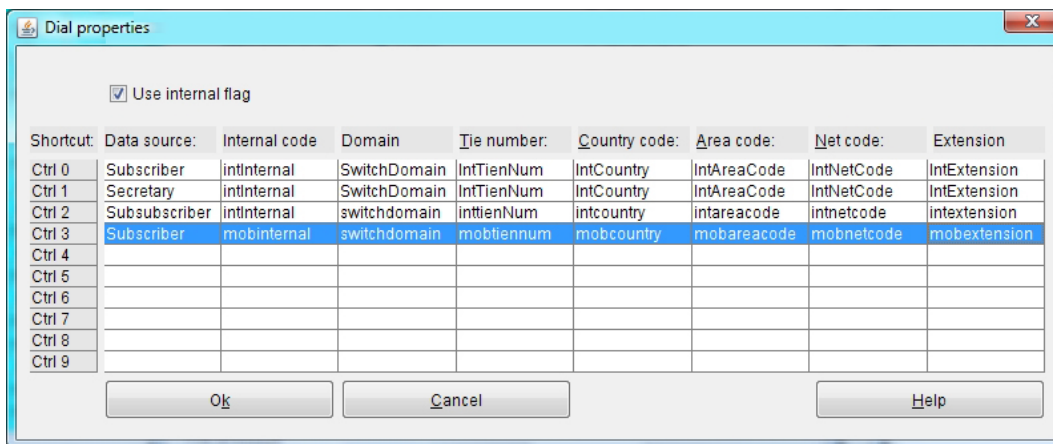 Dial properties
Use internal flag
Shortcut: Data source: Internal code Domain Tie number: Country code: Area code: Net code: Extension
Ctrl 0 Subscriber intInternal SwitchDomain IntTienNum IntCountry IntAreaCode IntNetCode IntExtension
Ctrl 1 Secretary intInternal SwitchDomain IntTienNum IntCountry IntAreaCode IntNetCode IntExtension
Ctrl 2 Subsubscriber intInternal switchdomain inttienNum intcountry intareacode intnetcode intextension
Ctrl 3 Subscriber mobinternal switchdomain mobtiennum mobcountry mobareacode mobnetcode mobextension
Ctrl 4
Ctrl 5
Ctrl 6
Ctrl 7
Ctrl 8
Ctrl 9
Ok Cancel Help